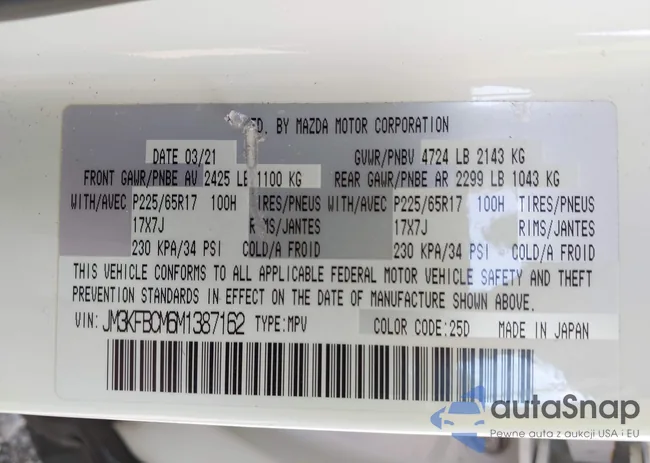 FD. BY MAZDA MOTOR CORPORATION
DATE 03/21 GVWR/PNBV 4724 LB 2143 KG
FRONT GAWR/PNBE AV 2425 LB 1100 KG REAR GAWR/PNBE AR 2299 LB 1043 KG
WITH/AVEC P225/65R17 100H TIRES/PNEUS WITH/AVEC P225/65R17 100H TIRES/PNEUS
17X7J RIMS/JANTES 17X7J RIMS/JANTES
230 KPA/34 PSI COLD/A FROID 230 KPA/34 PSI COLD/A FROID
THIS VEHICLE CONFORMS TO ALL APPLICABLE FEDERAL MOTOR VEHICLE SAFETY AND THEFT
PREVENTION STANDARDS IN EFFECT ON THE DATE OF MANUFACTURE SHOWN ABOVE.
VIN: JM3KFBCM6M1387162 TYPE:MPV COLOR CODE:25D MADE IN JAPAN
autaSnap
Pewne auta z aukcji USA i EU